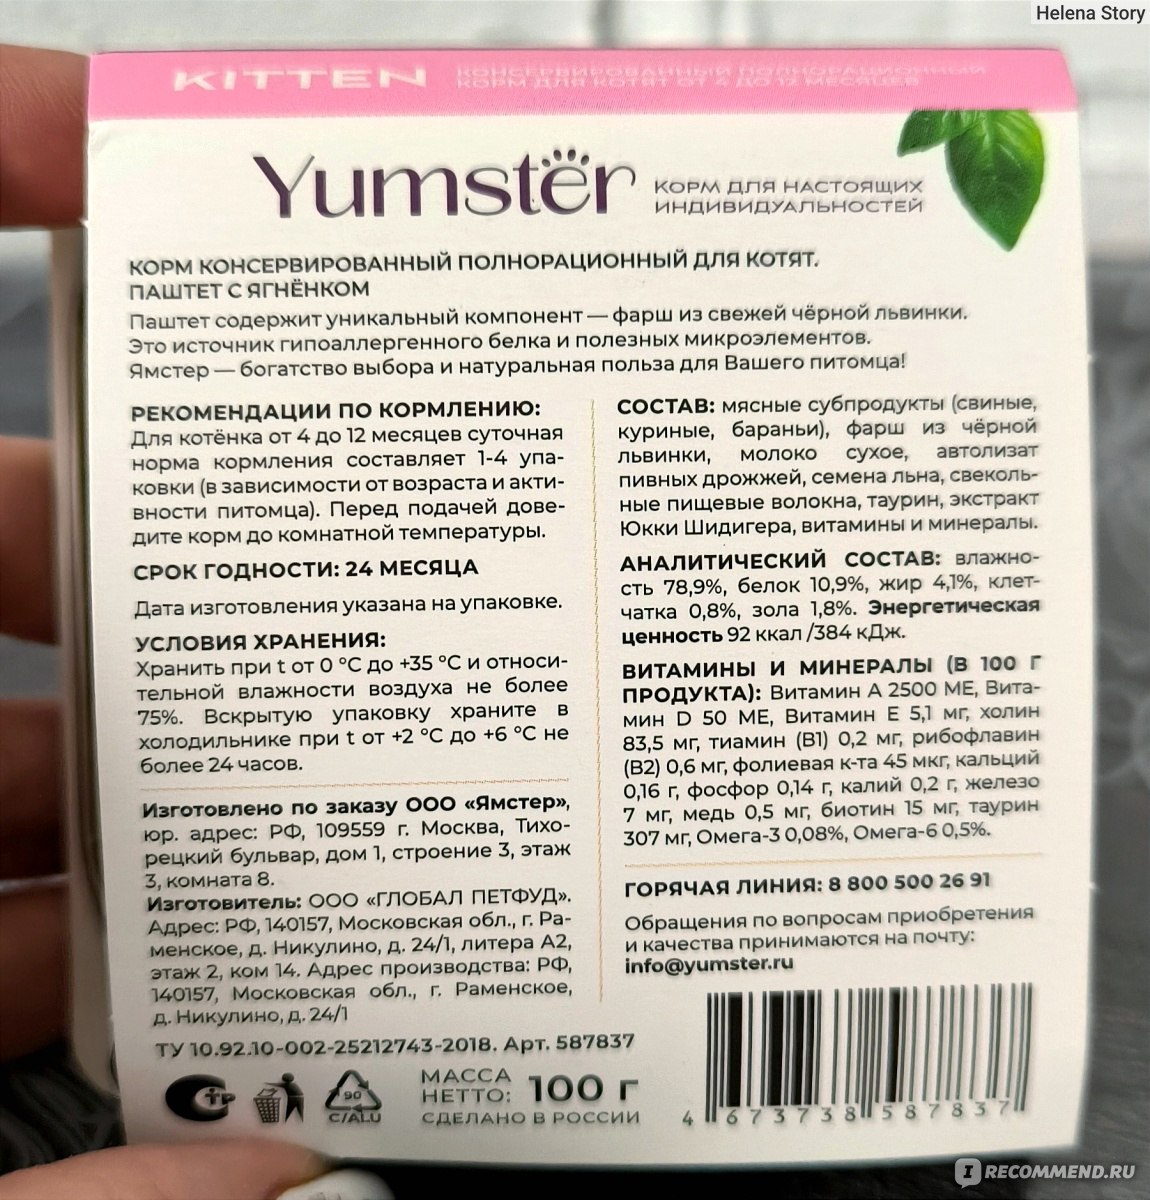 Helena Story
KITTEN
КОНСЕРВИРОВАННЫЙ ПОЛНОРАЦИОННЫЙ
КОРМ ДЛЯ КОТЯТ ОТ 4 ДО 12 МЕСЯЦЕВ
Yumster
КОРМ ДЛЯ НАСТОЯЩИХ
ИНДИВИДУАЛЬНОСТЕЙ
КОРМ КОНСЕРВИРОВАННЫЙ ПОЛНОРАЦИОННЫЙ ДЛЯ КОТЯТ.
ПАШТЕТ С ЯГНЁНКОМ
Паштет содержит уникальный компонент — фарш из свежей чёрной львинки.
Это источник гипоаллергенного белка и полезных микроэлементов.
Ямстер — богатство выбора и натуральная польза для Вашего питомца!
РЕКОМЕНДАЦИИ ПО КОРМЛЕНИЮ:
Для котёнка от 4 до 12 месяцев суточная
норма кормления составляет 1-4 упа-
ковки (в зависимости от возраста и акти-
вности питомца). Перед подачей дове-
дите корм до комнатной температуры.
СРОК ГОДНОСТИ: 24 МЕСЯЦА
Дата изготовления указана на упаковке.
УСЛОВИЯ ХРАНЕНИЯ:
Хранить при t от 0 °C до +35 °C и относи-
тельной влажности воздуха не более
75%. Вскрытую упаковку храните в
холодильнике при t от +2 °C до +6 °C не
более 24 часов.
Изготовлено по заказу ООО «Ямстер»,
юр. адрес: РФ, 109559 г. Москва, Тихо-
рецкий бульвар, дом 1, строение 3, этаж
3, комната 8.
Изготовитель: ООО «ГЛОБАЛ ПЕТФУД».
Адрес: РФ, 140157, Московская обл., г. Ра-
менское, д. Никулино, д. 24/1, литера А2,
этаж 2, ком 14. Адрес производства: РФ,
140157, Московская обл., г. Раменское,
д. Никулино, д. 24/1
ТУ 10.92.10-002-25212743-2018. Арт. 587837
СОСТАВ: мясные субпродукты (свиные,
куриные, бараньи), фарш из чёрной
львинки, молоко сухое, автолизат
пивных дрожжей, семена льна, свеколь-
ные пищевые волокна, таурин, экстракт
Юкки Шидигера, витамины и минералы.
АНАЛИТИЧЕСКИЙ СОСТАВ: влажно-
сть 78,9%, белок 10,9%, жир 4,1%, клет-
чатка 0,8%, зола 1,8%. Энергетическая
ценность 92 ккал /384 кДж.
ВИТАМИНЫ И МИНЕРАЛЫ (В 100 Г
ПРОДУКТА): Витамин А 2500 МЕ, Вита-
мин D 50 МЕ, Витамин Е 5,1 мг, холин
83,5 мг, тиамин (В1) 0,2 мг, рибофлавин
(В2) 0,6 мг, фолиевая к-та 45 мкг, кальций
0,16 г, фосфор 0,14 г, калий 0,2 г, железо
7 мг, медь 0,5 мг, биотин 15 мг, таурин
307 мг, Омега-3 0,08%, Омега-6 0,5%.
ГОРЯЧАЯ ЛИНИЯ: 8 800 500 26 91
Обращения по вопросам приобретения
и качества принимаются на почту:
info@yumster.ru
СТР
90
C/ALU
МАССА
НЕТТО: 100 г
СДЕЛАНО В РОССИИ
4 673738 587837
IRECOMMEND.RU